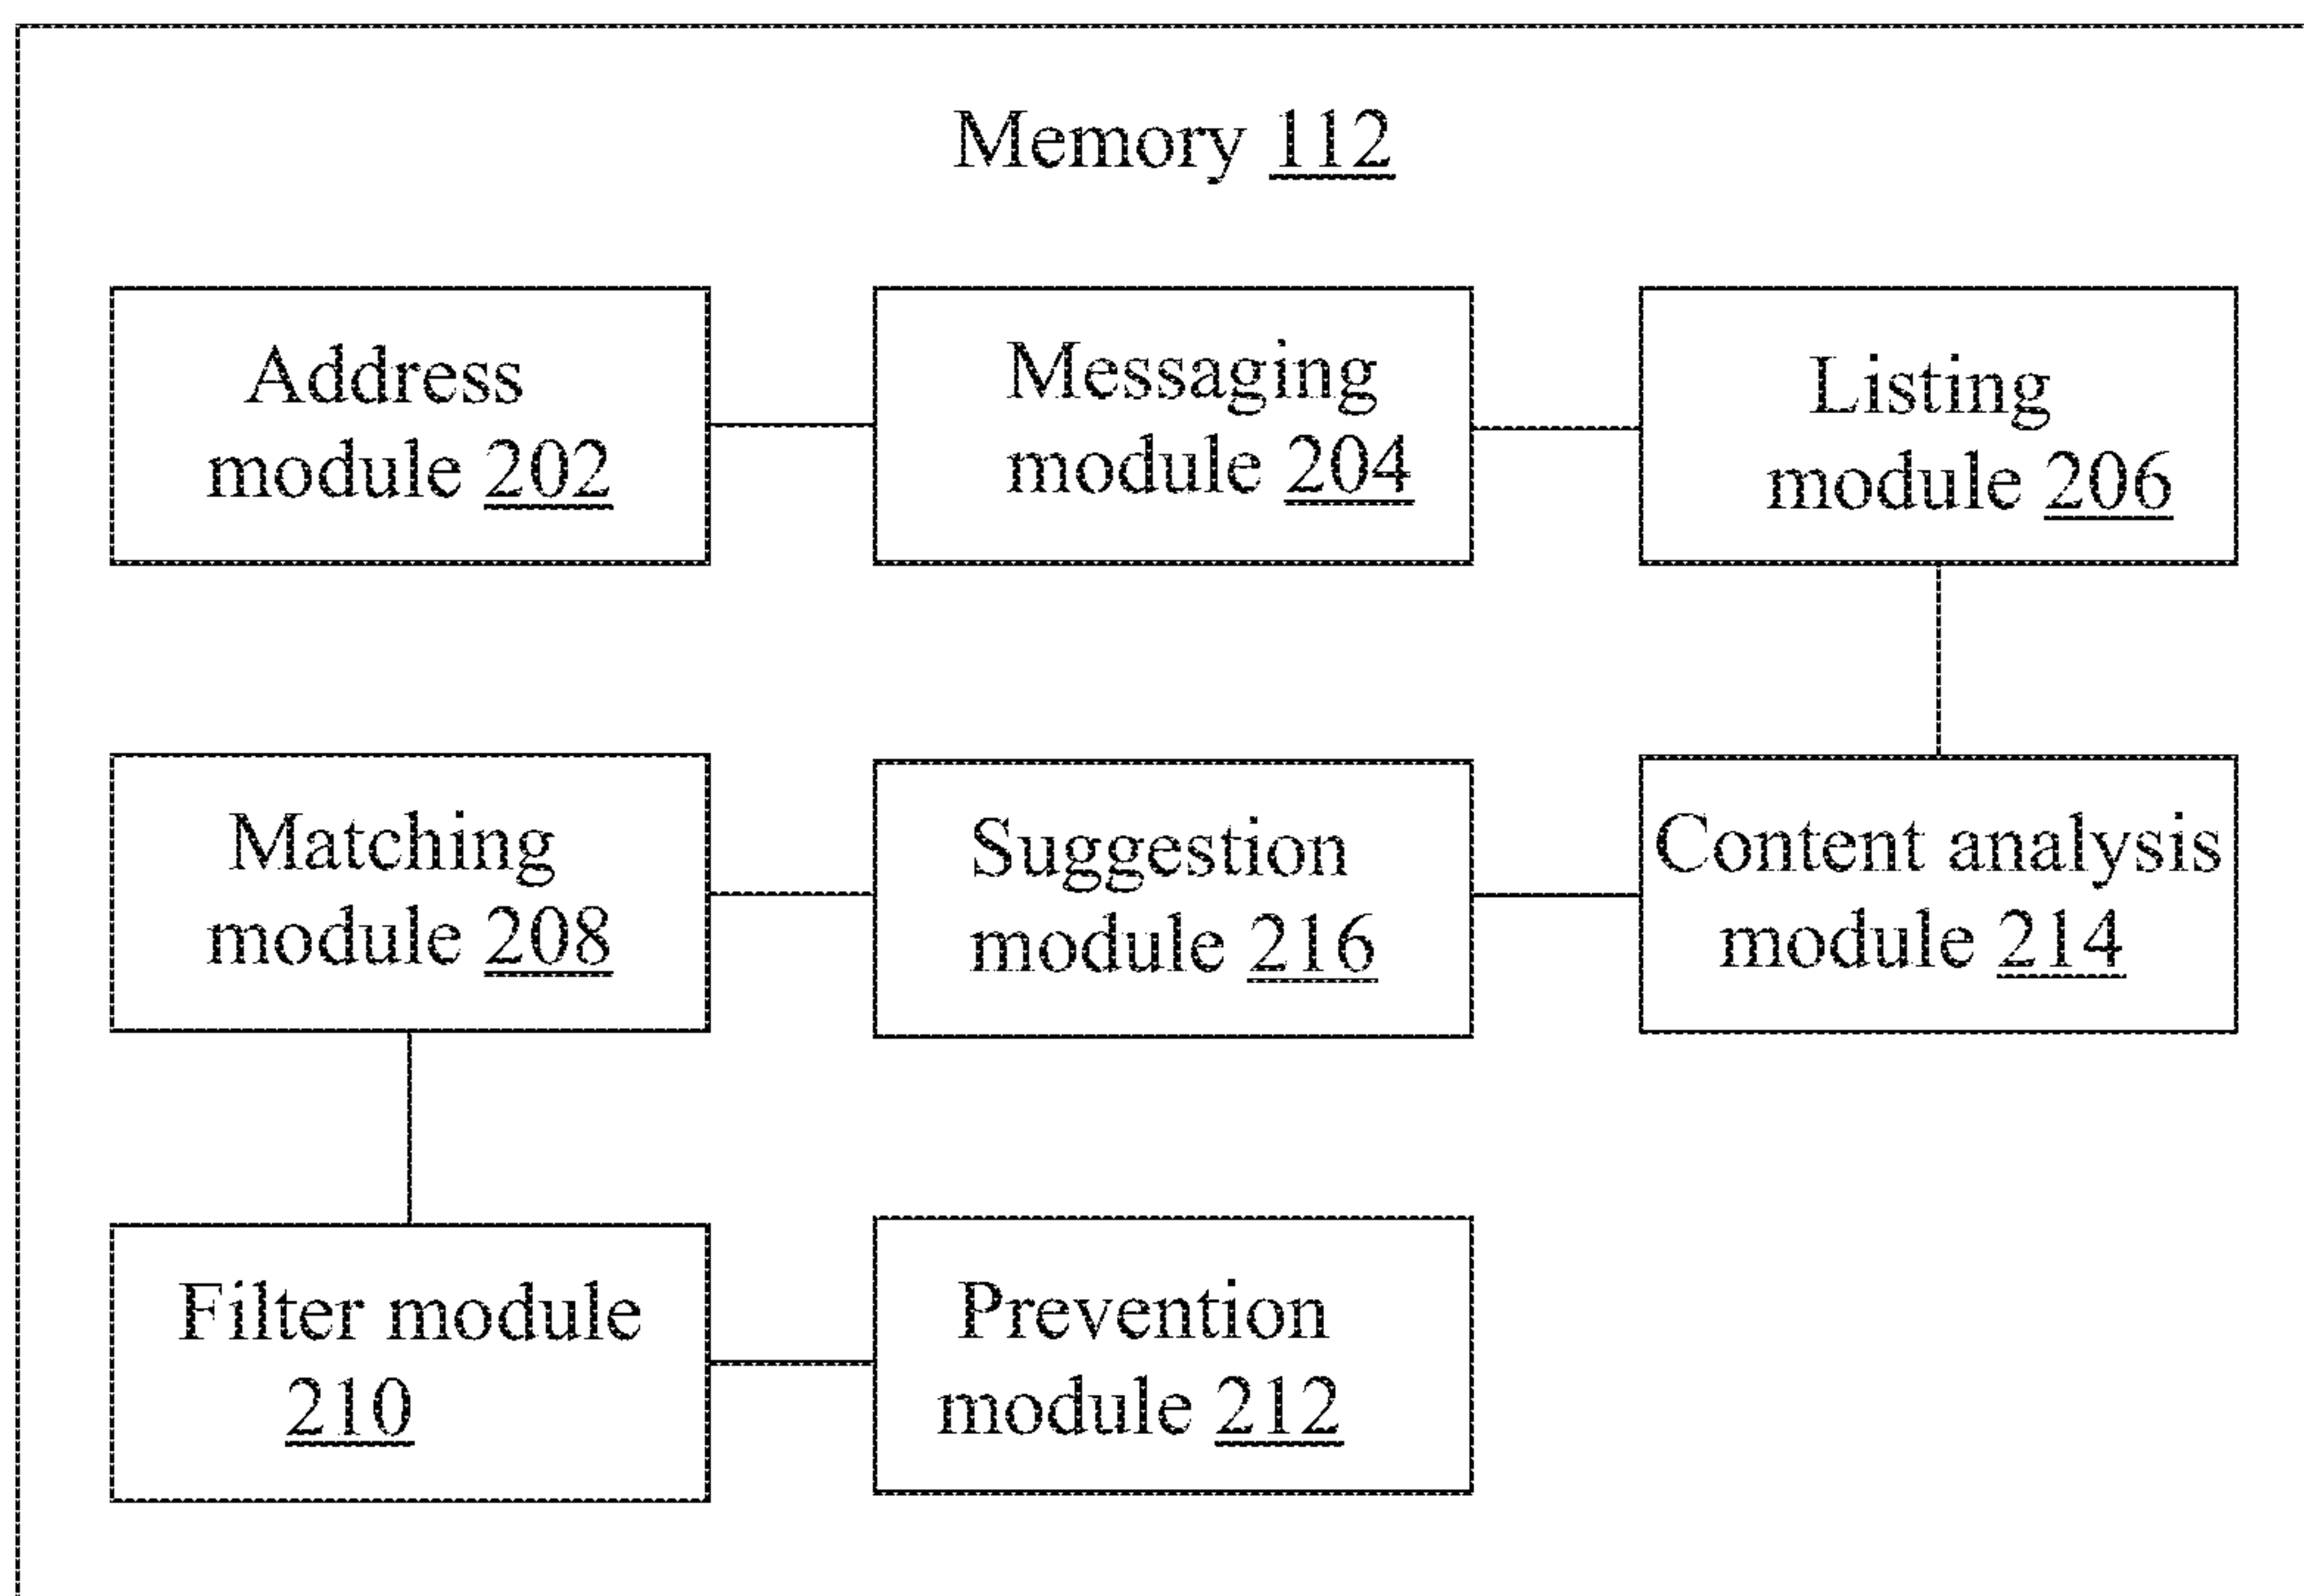 Memory 112
Address
module 202
Messaging
module 204
Listing
module 206
Matching
module 208
Suggestion
module 216
Content analysis
module 214
Filter module
210
Prevention
module 212